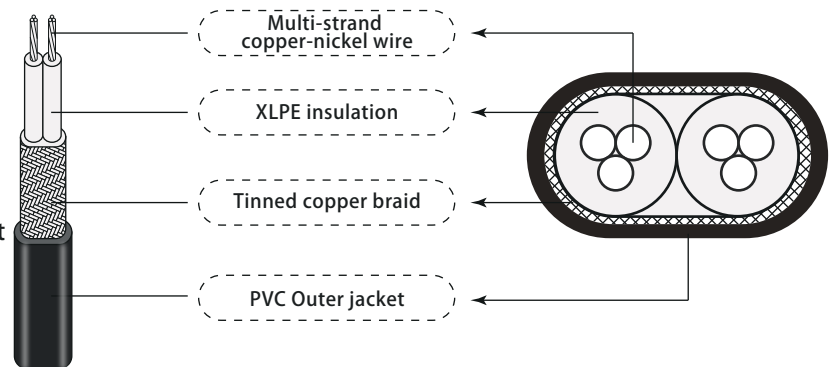 Multi-strand
copper-nickel wire
XLPE insulation
Tinned copper braid
t
PVC Outer jacket